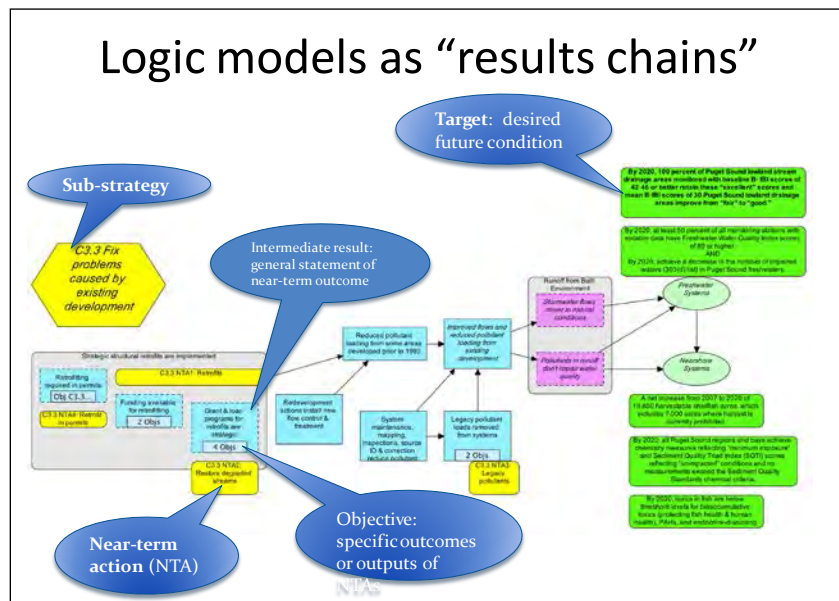 Logic models as “results chains”
Target: desired
future condition
Sub-strategy
C3.3 Fix
problems
caused by
existing
development
Intermediate result:
general statement of
near-term outcome
By 2020, 100 percent of Puget Sound lowland stream
drainage areas monitored with baseline B-IBI scores of
42-46 or better retain these "excellent" scores and
mean B-IBI scores of 30 Puget Sound lowland drainage
areas improve from "fair" to "good."
By 2020, at least 50 percent of all monitoring stations with
suitable data have Freshwater Water Quality Index scores
of 80 or higher
AND
By 2020, achieve a decrease in the number of impaired
waters (303(d) list) in Puget Sound freshwaters.
Runoff from Built
Environment
Stormwater flows
mimic natural
conditions
Pollutants in runoff
don't impair water
quality
Freshwater
Systems
Nearshore
Systems
Strategic structural retrofits are implemented
C3.3 NTA1: Retrofits
Retrofitting
required in permits
Obj C3.3...
Retrofit
in permits
Funding available
for retrofitting
2 Objs
Grant & loan
programs for
retrofits are
strategic
4 Objs
Restore degraded
streams
Reduced pollutant
loading from some areas
developed prior to
Improved flows and
reduced pollutant
loading from
existing
development
Redevelopment
actions install new
flow control &
treatment
System
maintenance,
mapping,
inspections, source
ID & correction
reduce pollutant
Legacy pollutant
loads removed from
systems
2 Objs
C3.3 NTA3:
Legacy
pollutants
A net increase from 2007 to 2020 of
10,800 harvestable shellfish acres, which
includes 7,000 acres where harvest is
currently prohibited
By 2020, all Puget Sound regions and bays achieve
chemistry measures reflecting "minimum exposure"
and Sediment Quality Triad Index (SQTI) scores
reflecting "unimpacted" conditions and no
measurements exceed the Sediment Quality
Standards chemical criteria.
By 2020, toxics in fish are below
threshold levels for
toxics (protecting fish health & human
health), PAHs, and endocrine-disrupting
Near-term
action (NTA)
Objective:
specific outcomes
or outputs of
NTAs